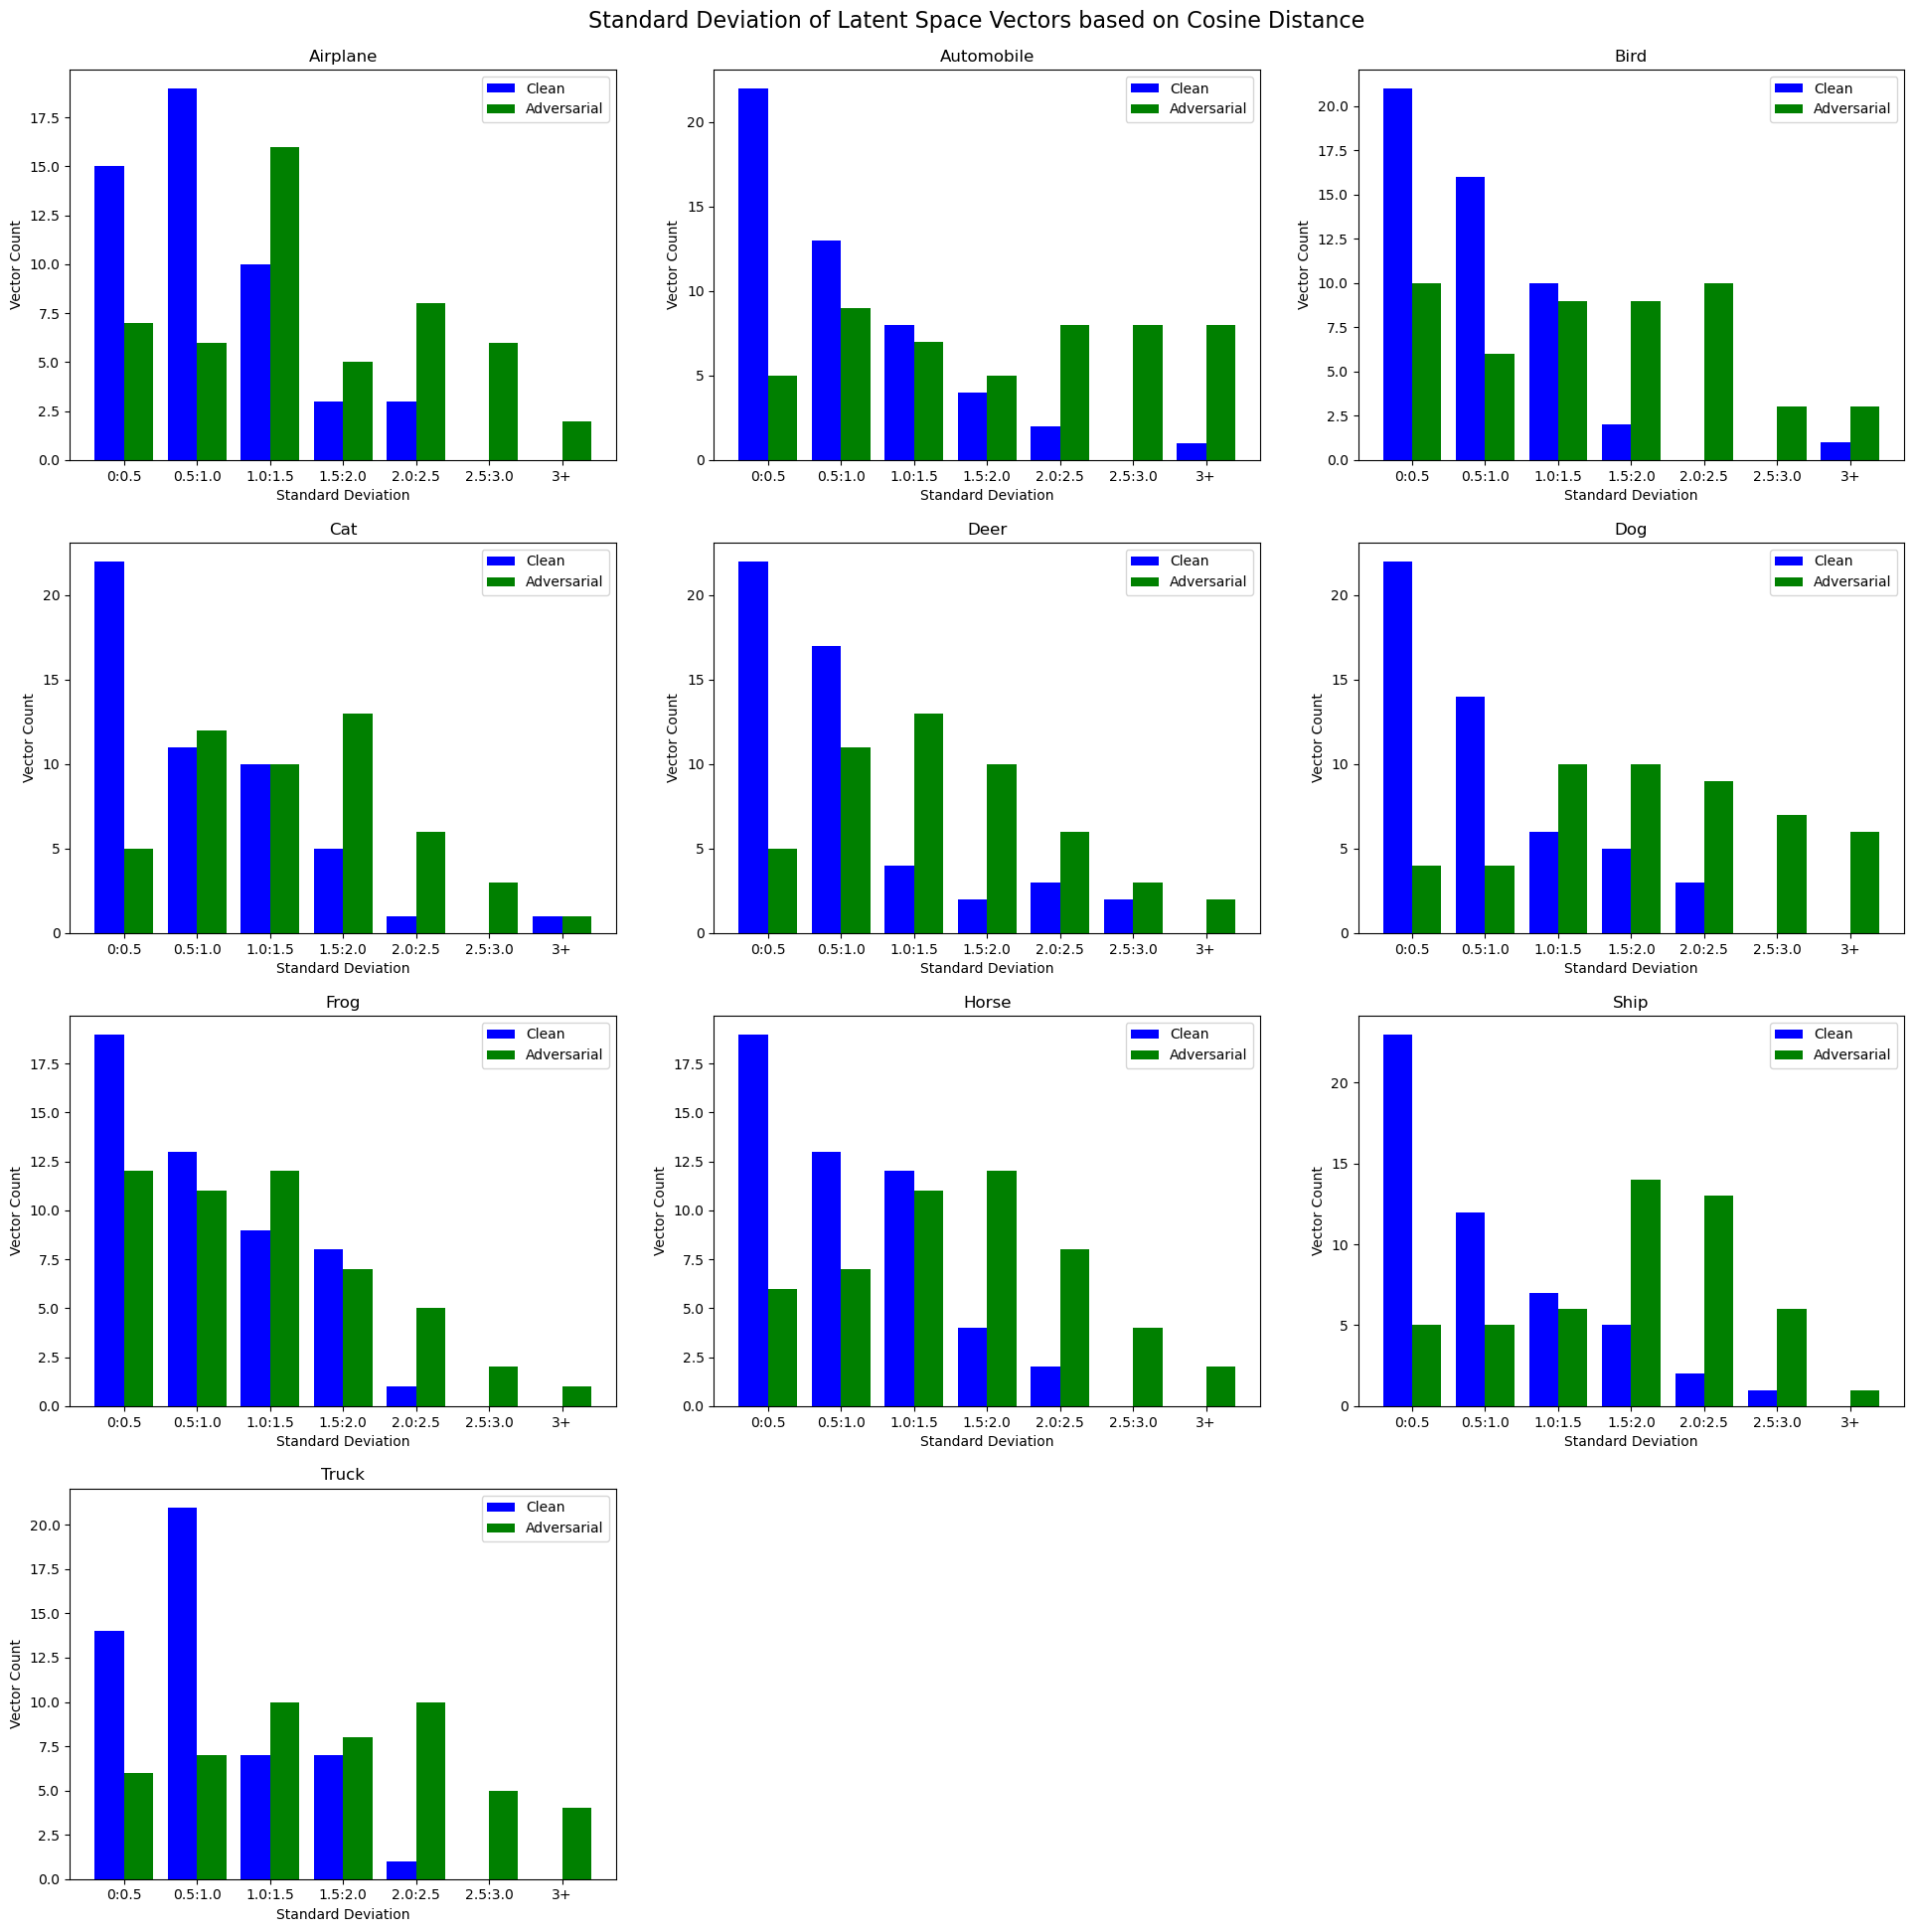 Standard Deviation of Latent Space Vectors based on Cosine Distance
Airplane
Clean
Adversarial
Vector Count
17.5
15.0
12.5
10.0
7.5
5.0
2.5
0.0
0:0.5 0.5:1.0 1.0:1.5 1.5:2.0 2.0:2.5 2.5:3.0 3+
Standard Deviation
Automobile
Clean
Adversarial
Vector Count
20
15
10
5
0
0:0.5 0.5:1.0 1.0:1.5 1.5:2.0 2.0:2.5 2.5:3.0 3+
Standard Deviation
Bird
Clean
Adversarial
Vector Count
20.0
17.5
15.0
12.5
10.0
7.5
5.0
2.5
0.0
0:0.5 0.5:1.0 1.0:1.5 1.5:2.0 2.0:2.5 2.5:3.0 3+
Standard Deviation
Cat
Clean
Adversarial
Vector Count
20
15
10
5
0
0:0.5 0.5:1.0 1.0:1.5 1.5:2.0 2.0:2.5 2.5:3.0 3+
Standard Deviation
Deer
Clean
Adversarial
Vector Count
20
15
10
5
0
0:0.5 0.5:1.0 1.0:1.5 1.5:2.0 2.0:2.5 2.5:3.0 3+
Standard Deviation
Dog
Clean
Adversarial
Vector Count
20
15
10
5
0
0:0.5 0.5:1.0 1.0:1.5 1.5:2.0 2.0:2.5 2.5:3.0 3+
Standard Deviation
Frog
Clean
Adversarial
Vector Count
17.5
15.0
12.5
10.0
7.5
5.0
2.5
0.0
0:0.5 0.5:1.0 1.0:1.5 1.5:2.0 2.0:2.5 2.5:3.0 3+
Standard Deviation
Horse
Clean
Adversarial
Vector Count
17.5
15.0
12.5
10.0
7.5
5.0
2.5
0.0
0:0.5 0.5:1.0 1.0:1.5 1.5:2.0 2.0:2.5 2.5:3.0 3+
Standard Deviation
Ship
Clean
Adversarial
Vector Count
20
15
10
5
0
0:0.5 0.5:1.0 1.0:1.5 1.5:2.0 2.0:2.5 2.5:3.0 3+
Standard Deviation
Truck
Clean
Adversarial
Vector Count
20.0
17.5
15.0
12.5
10.0
7.5
5.0
2.5
0.0
0:0.5 0.5:1.0 1.0:1.5 1.5:2.0 2.0:2.5 2.5:3.0 3+
Standard Deviation